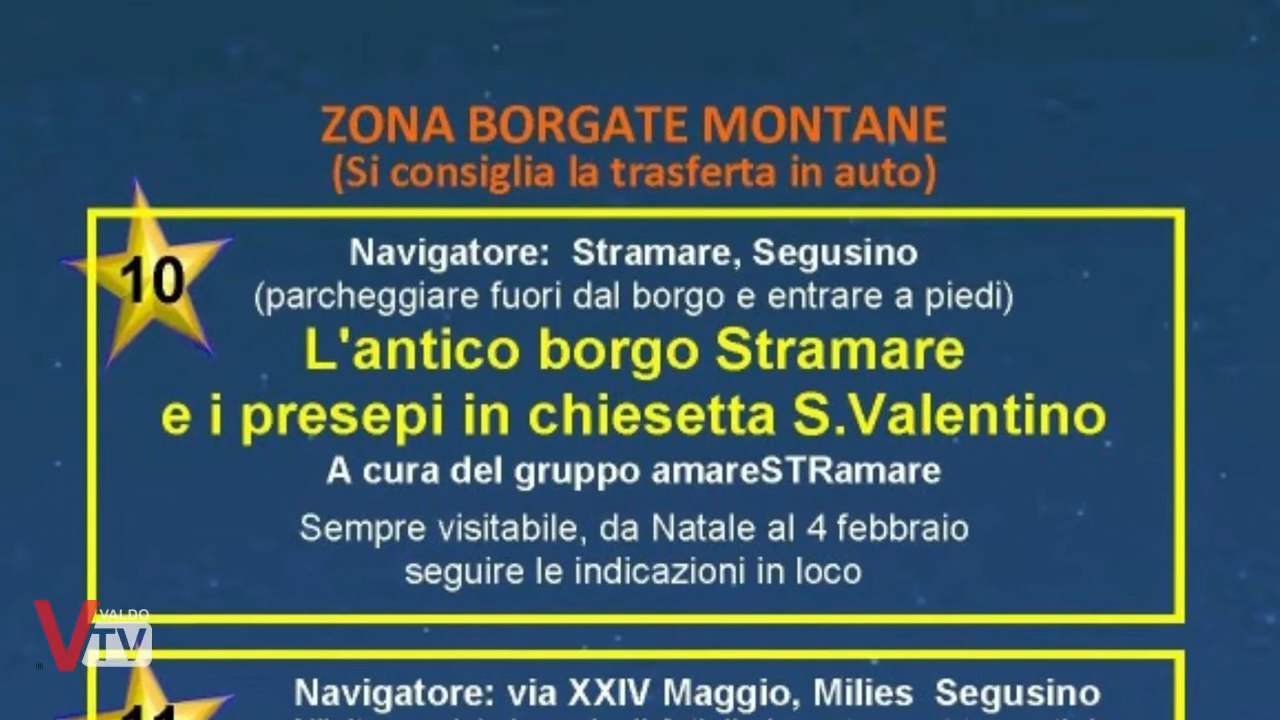 ZONA BORGATE MONTANE
(Si consiglia la trasferta in auto)
10
Navigatore: Stramare, Segusino
(parcheggiare fuori dal borgo e entrare a piedi)
L'antico borgo Stramare
e i presepi in chiesetta S.Valentino
A cura del gruppo amareSTRamare
Sempre visitabile, da Natale al 4 febbraio
seguire le indicazioni in loco
VALDO
TV
11
Navigatore: via XXIV Maggio, Milies Segusino